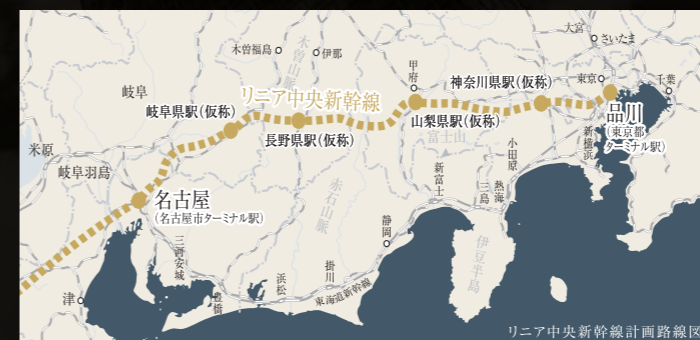 大宮
さいたま
木曽福島
伊那
木曽山脈
甲府
東京
千葉
神奈川県駅（仮称）
岐阜
リニア中央新幹線
岐阜県駅（仮称）
品川
（東京都
ターミナル駅）
山梨県駅（仮称）
長野県駅（仮称）
富士山
新横浜
米原
小田原
岐阜羽島
新富士
熱海
三島
赤石山脈
名古屋
（名古屋市ターミナル駅）
静岡
伊豆半島
三河安城
掛川
浜松
豊橋
東海道新幹線
津
リニア中央新幹線計画路線図